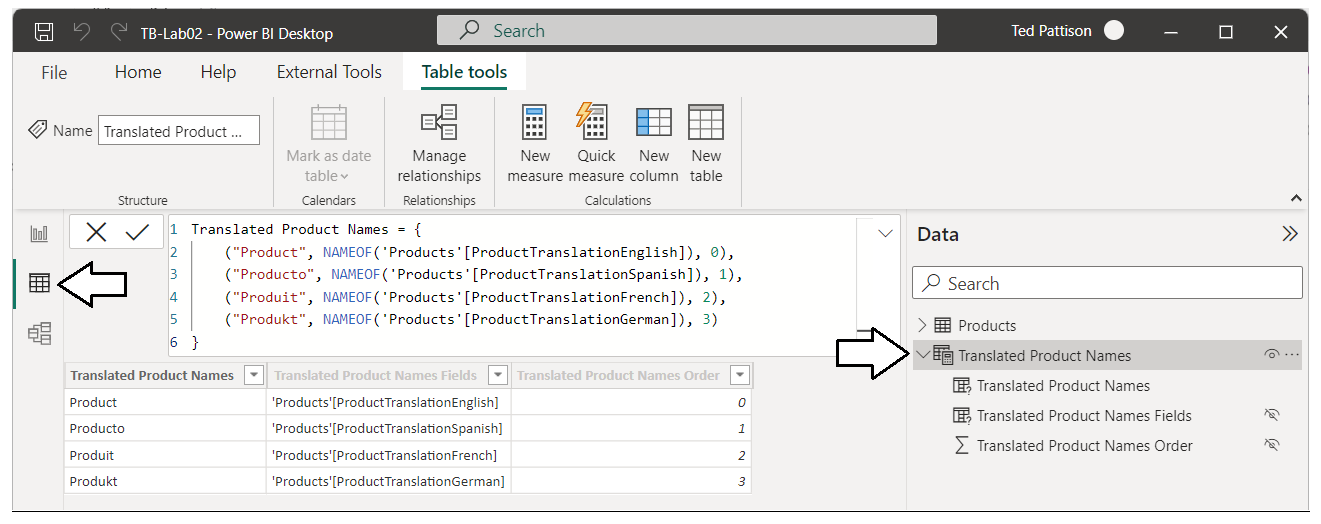 TB-Lab02 - Power BI Desktop
Search
Ted Pattison
File
Home
Help
External Tools
Table tools
Name
Translated Product ...
Structure
Mark as date
table
Calendars
Manage
relationships
Relationships
New
measure
Quick
measure
New
column
New
table
Calculations
1 Translated Product Names = {
2 ("Product", NAMEOF('Products'[ProductTranslationEnglish]), 0),
3 ("Producto", NAMEOF('Products'[ProductTranslationSpanish]), 1),
4 ("Produit", NAMEOF('Products'[ProductTranslationFrench]), 2),
5 ("Produkt", NAMEOF('Products'[ProductTranslationGerman]), 3)
6 }
Translated Product Names Translated Product Names Fields Translated Product Names Order
Product 'Products'[ProductTranslationEnglish] 0
Producto 'Products'[ProductTranslationSpanish] 1
Produit 'Products'[ProductTranslationFrench] 2
Produkt 'Products'[ProductTranslationGerman] 3
Data
Search
Products
Translated Product Names
Translated Product Names
Translated Product Names Fields
Translated Product Names Order